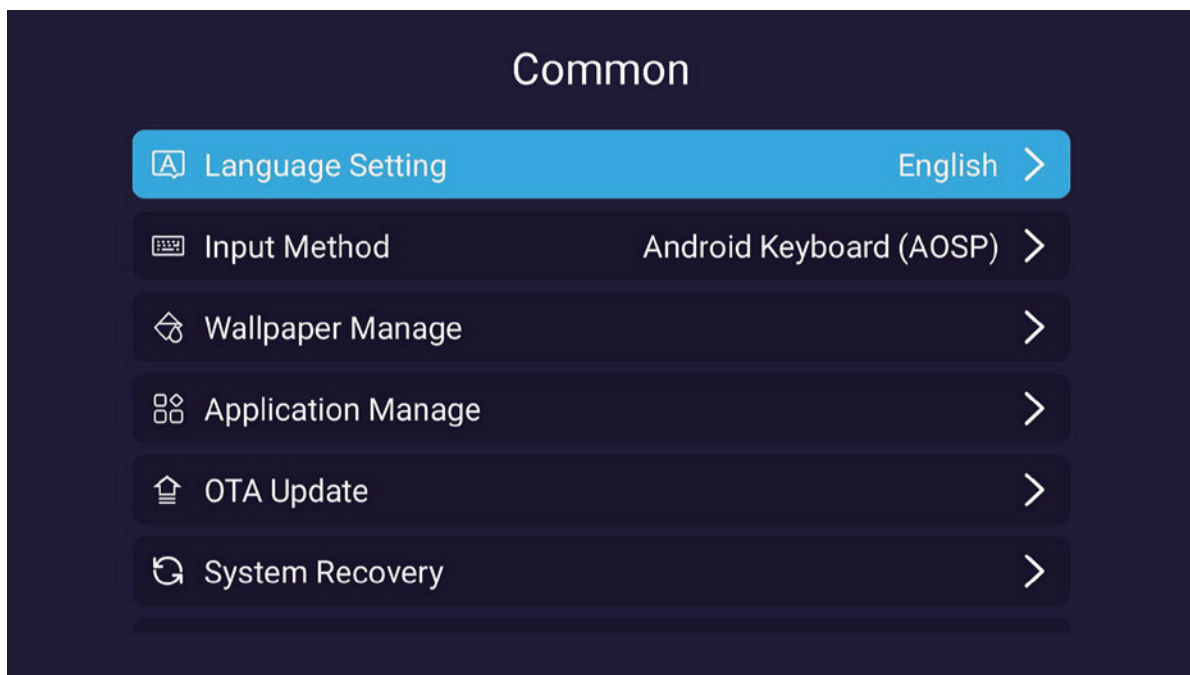 Common
Language Setting English
Input Method Android Keyboard (AOSP)
Wallpaper Manage
Application Manage
OTA Update
System Recovery